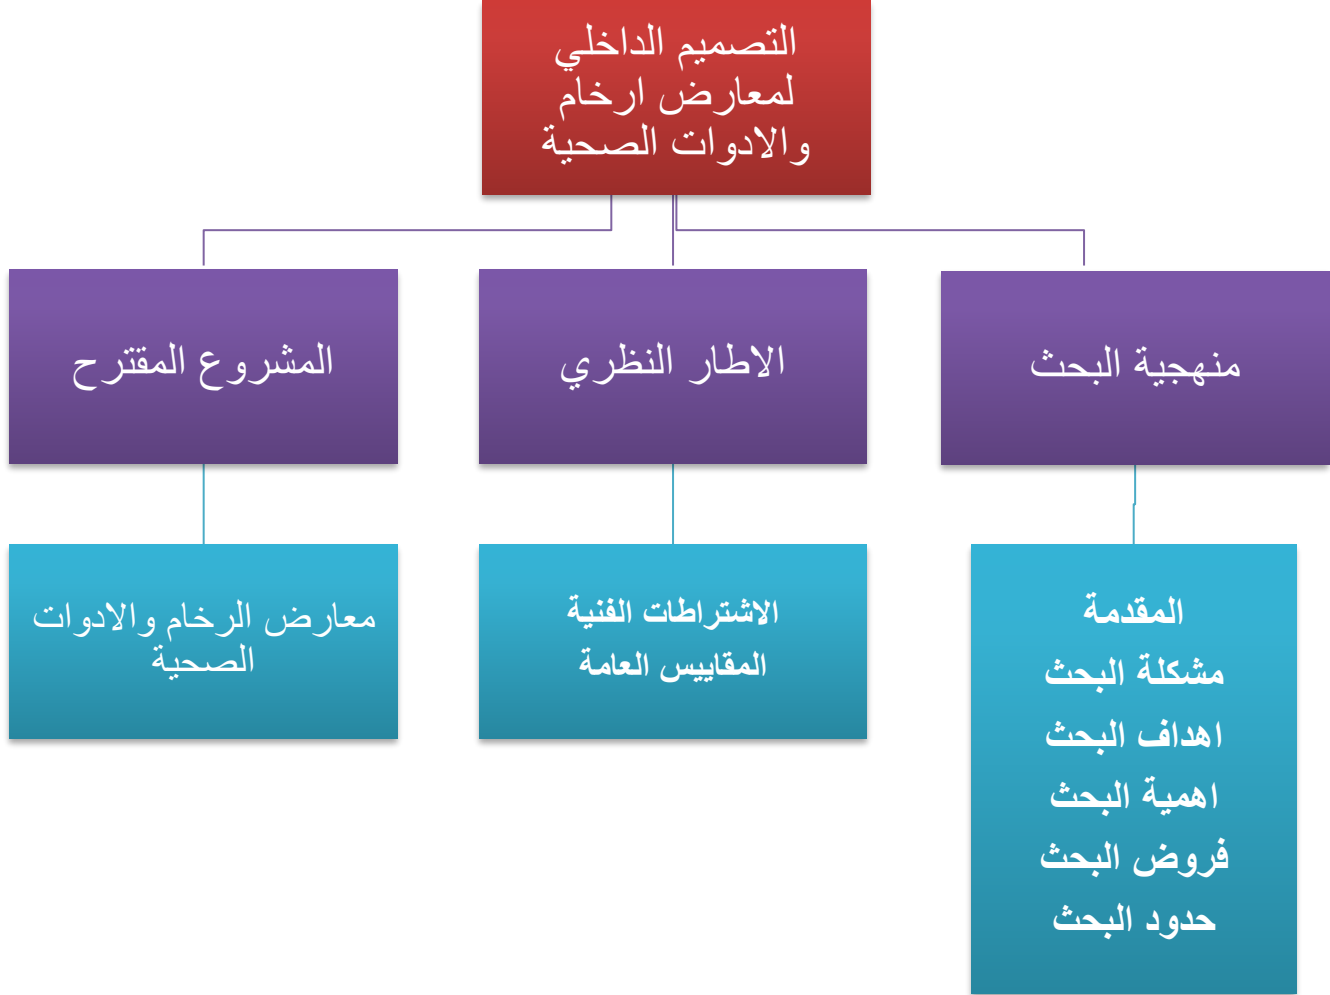 التصميم الداخلي
لمعارض ارخام
والادوات الصحية
منهجية البحث
الاطار النظري
المشروع المقترح
المقدمة
مشكلة البحث
اهداف البحث
اهمية البحث
فروض البحث
حدود البحث
الاشتراطات الفنية
المقاييس العامة
معارض الرخام والادوات
الصحية